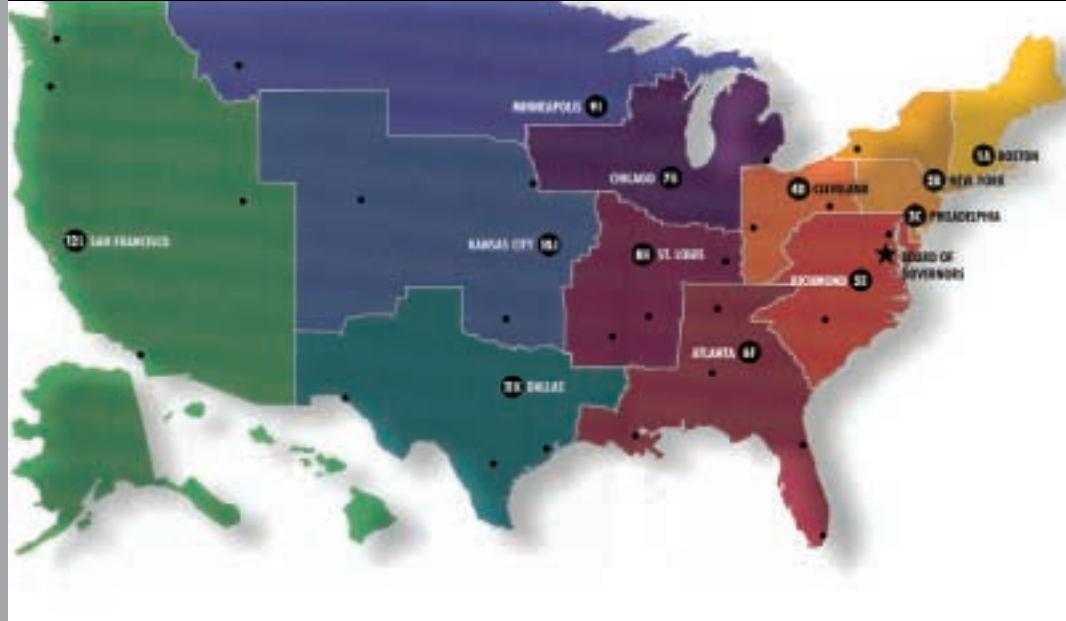 MINNEAPOLIS 9I
CHICAGO 7G
1A BOSTON
4D CLEVELAND
2B NEW YORK
3C PHILADELPHIA
12L SAN FRANCISCO
KANSAS CITY 10J
8H ST. LOUIS
BOARD OF
GOVERNORS
RICHMOND 5E
ATLANTA 6F
11K DALLAS